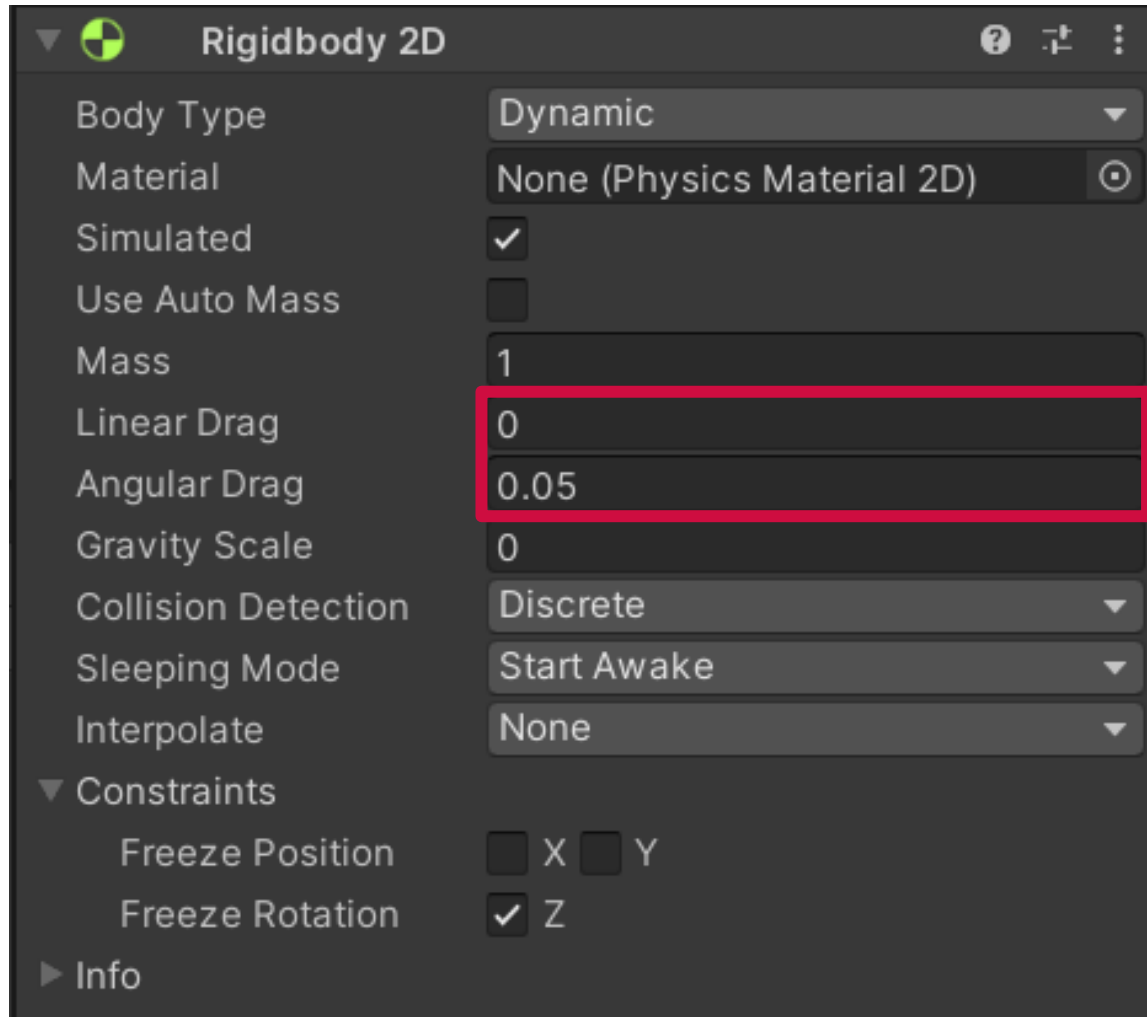 Rigidbody 2D
Body Type Dynamic
Material None (Physics Material 2D)
Simulated
Use Auto Mass
Mass 1
Linear Drag 0
Angular Drag 0.05
Gravity Scale 0
Collision Detection Discrete
Sleeping Mode Start Awake
Interpolate None
Constraints
Freeze Position X Y
Freeze Rotation Z
Info